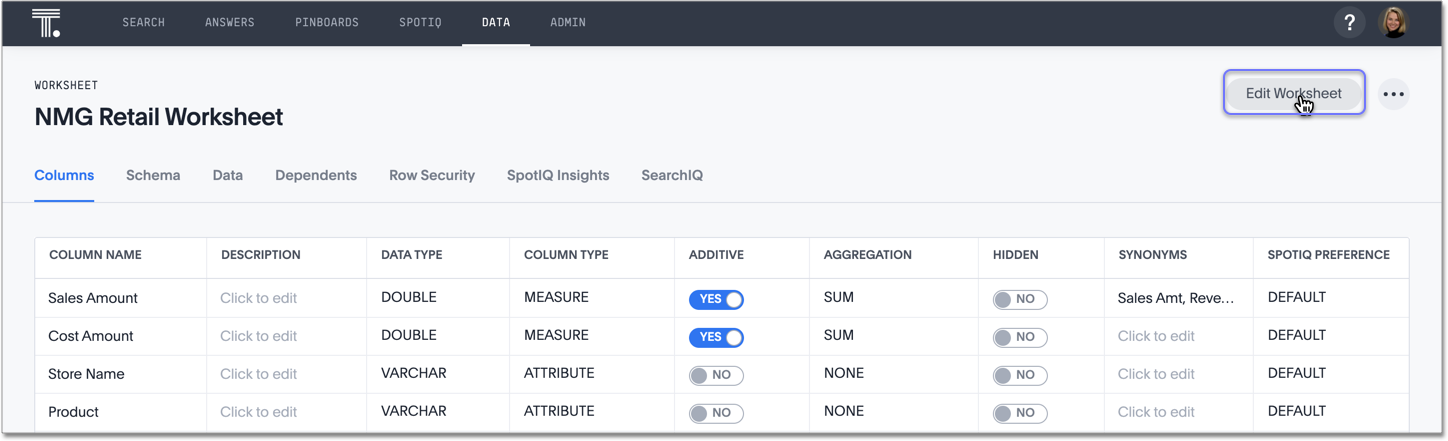 T.
SEARCH ANSWERS PINBOARDS SPOTIQ DATA ADMIN ?
WORKSHEET
NMG Retail Worksheet
Edit Worksheet
Columns Schema Data Dependents Row Security SpotIQ Insights SearchIQ
COLUMN NAME DESCRIPTION DATA TYPE COLUMN TYPE ADDITIVE AGGREGATION HIDDEN SYNONYMS SPOTIQ PREFERENCE
Sales Amount Click to edit DOUBLE MEASURE YES SUM NO Sales Amt, Reve... DEFAULT
Cost Amount Click to edit DOUBLE MEASURE YES SUM NO Click to edit DEFAULT
Store Name Click to edit VARCHAR ATTRIBUTE NO NONE NO Click to edit DEFAULT
Product Click to edit VARCHAR ATTRIBUTE NO NONE NO Click to edit DEFAULT